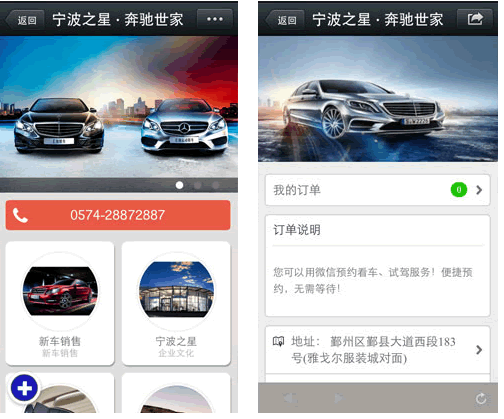 返回
宁波之星·奔驰世家
0574-28872887
新车销售
新车销售
宁波之星
企业文化
返回
宁波之星·奔驰世家
S·W2226
我的订单
0
订单说明
您可以用微信预约看车、试驾服务！便捷预
约，无需等待！
地址： 鄞州区鄞县大道西段183
号(雅戈尔服装城对面)